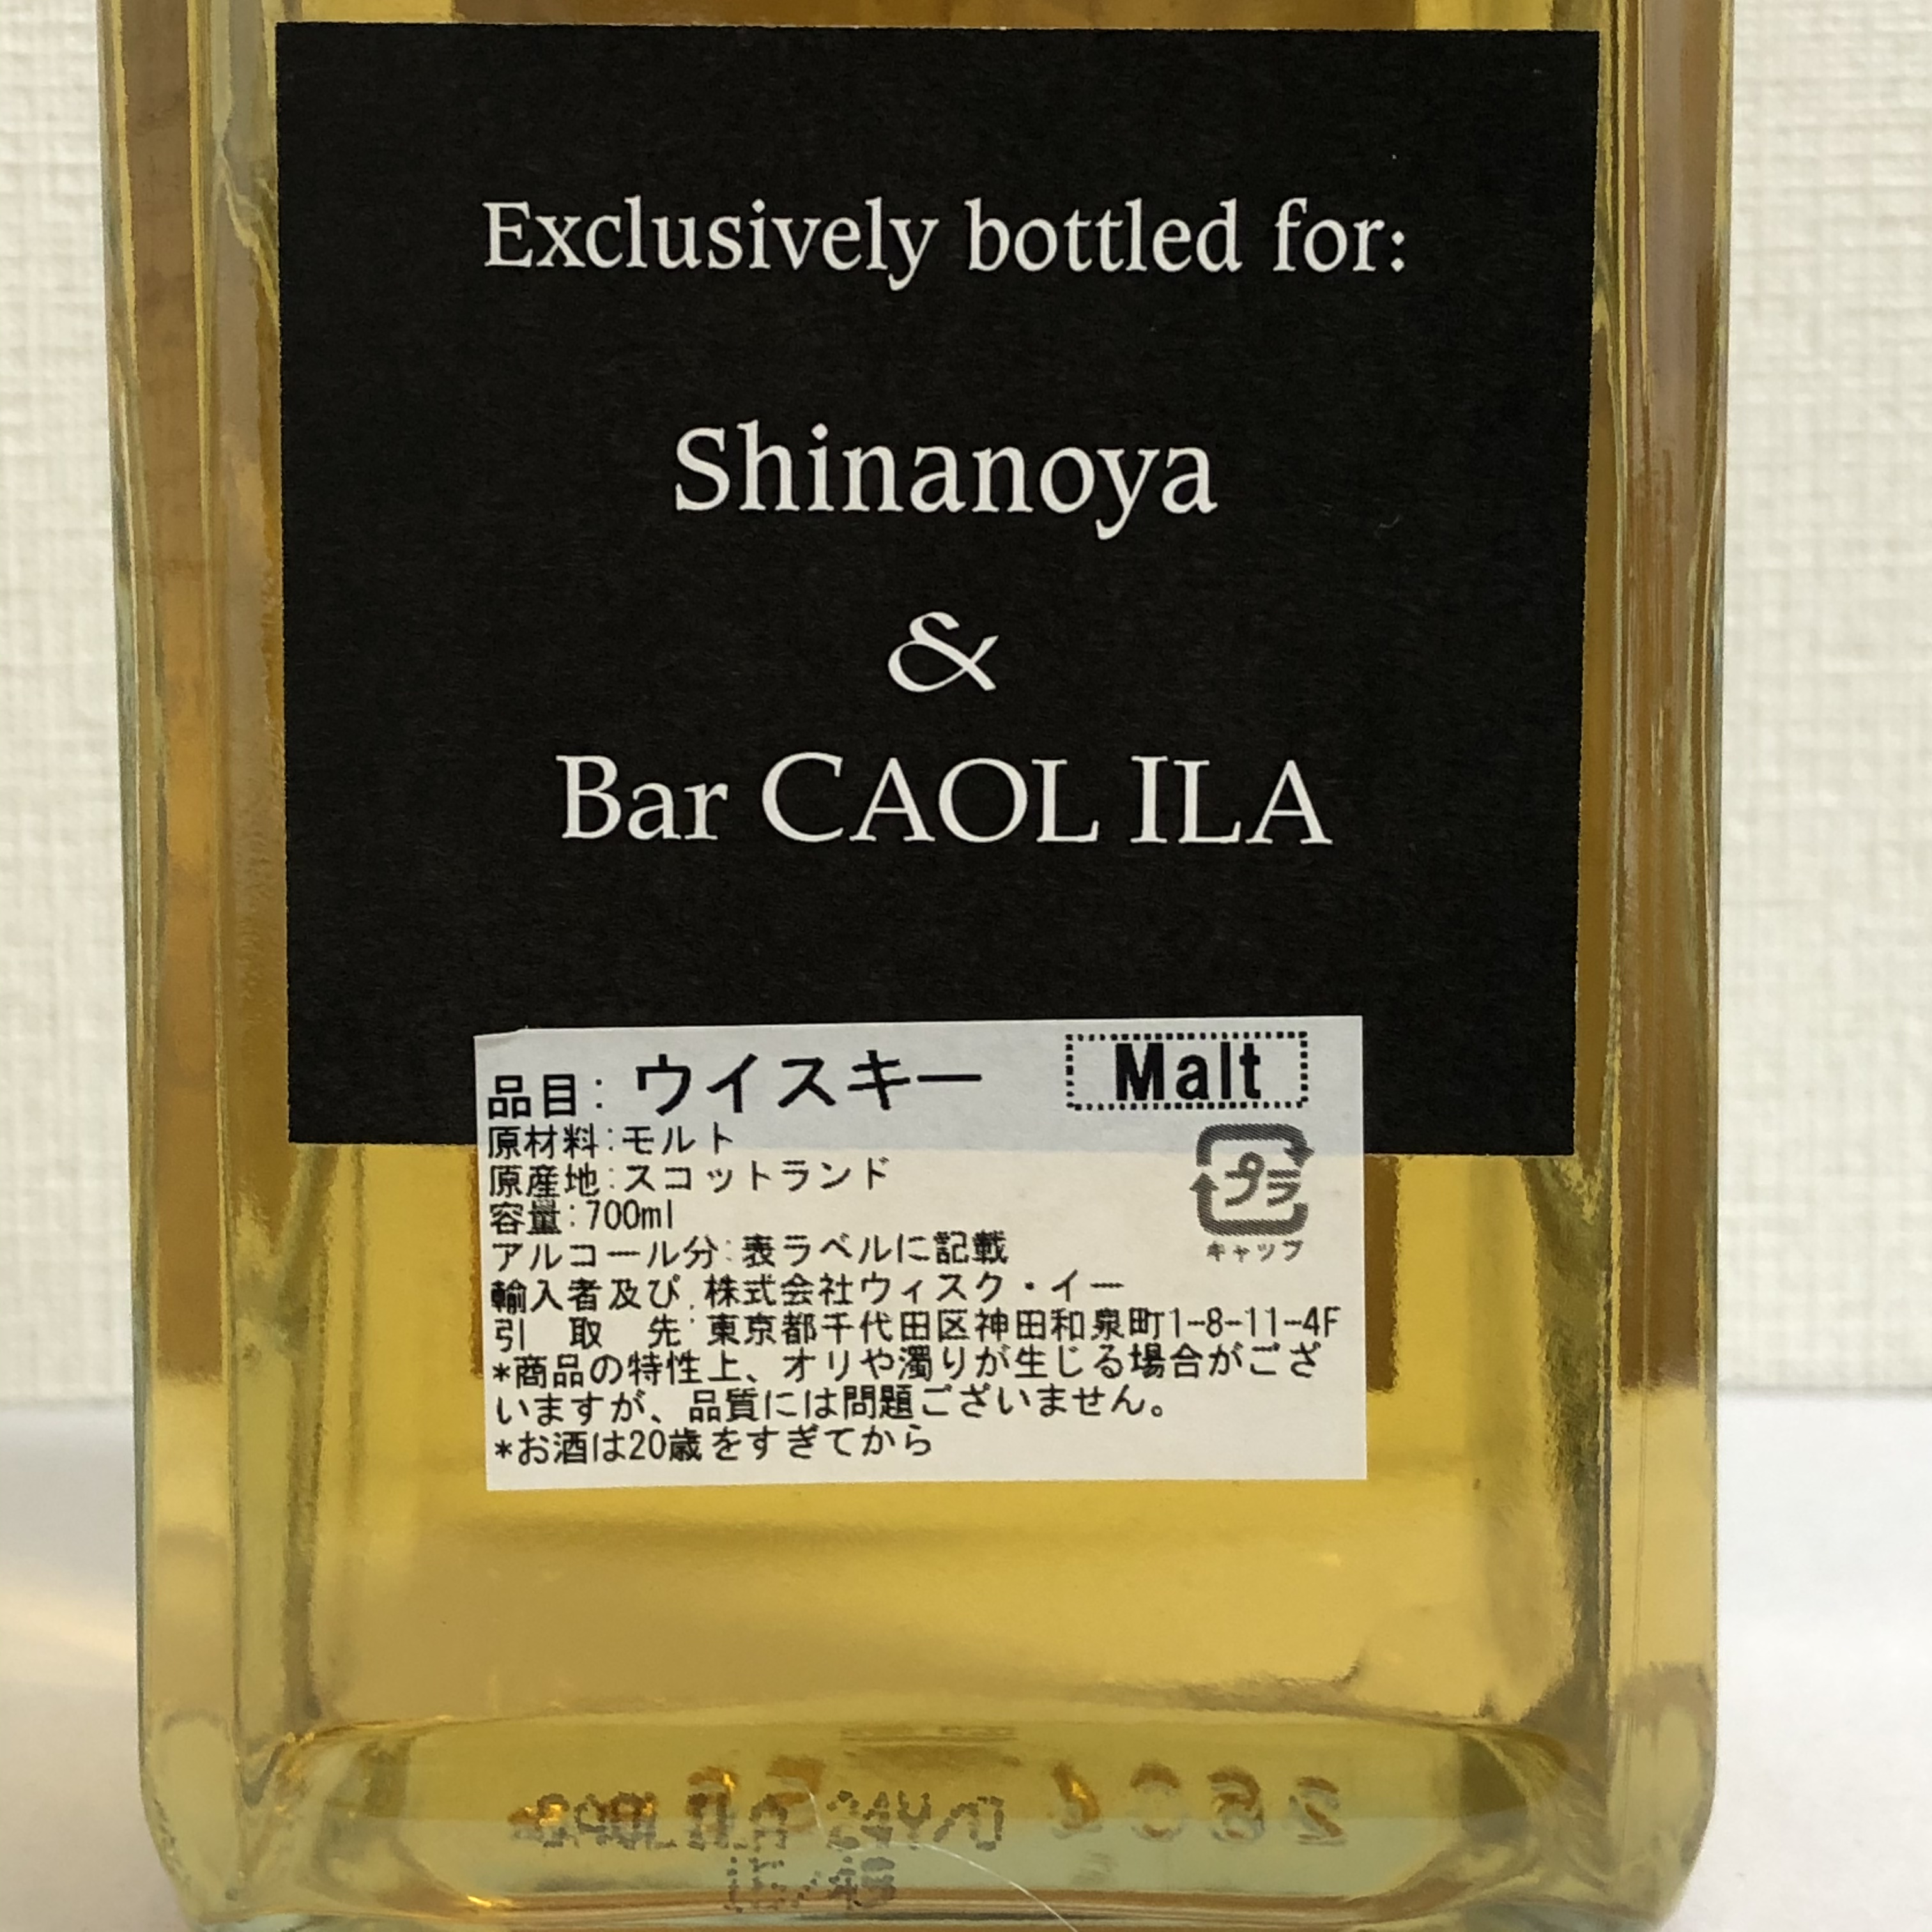 Exclusively bottled for:
Shinanoya
&
Bar CAOL ILA
品目: ウイスキー
Malt
原材料:モルト
原産地:スコットランド
容量:700ml
アルコール分:表ラベルに記載
プラ
キャップ
輸入者及び:株式会社ウィスク・イー
引 取 先:東京都千代田区神田和泉町1-8-11-4F
*商品の特性上、オリや濁りが生じる場合がござ
いますが、品質には問題ございません。
*お酒は20歳をすぎてから